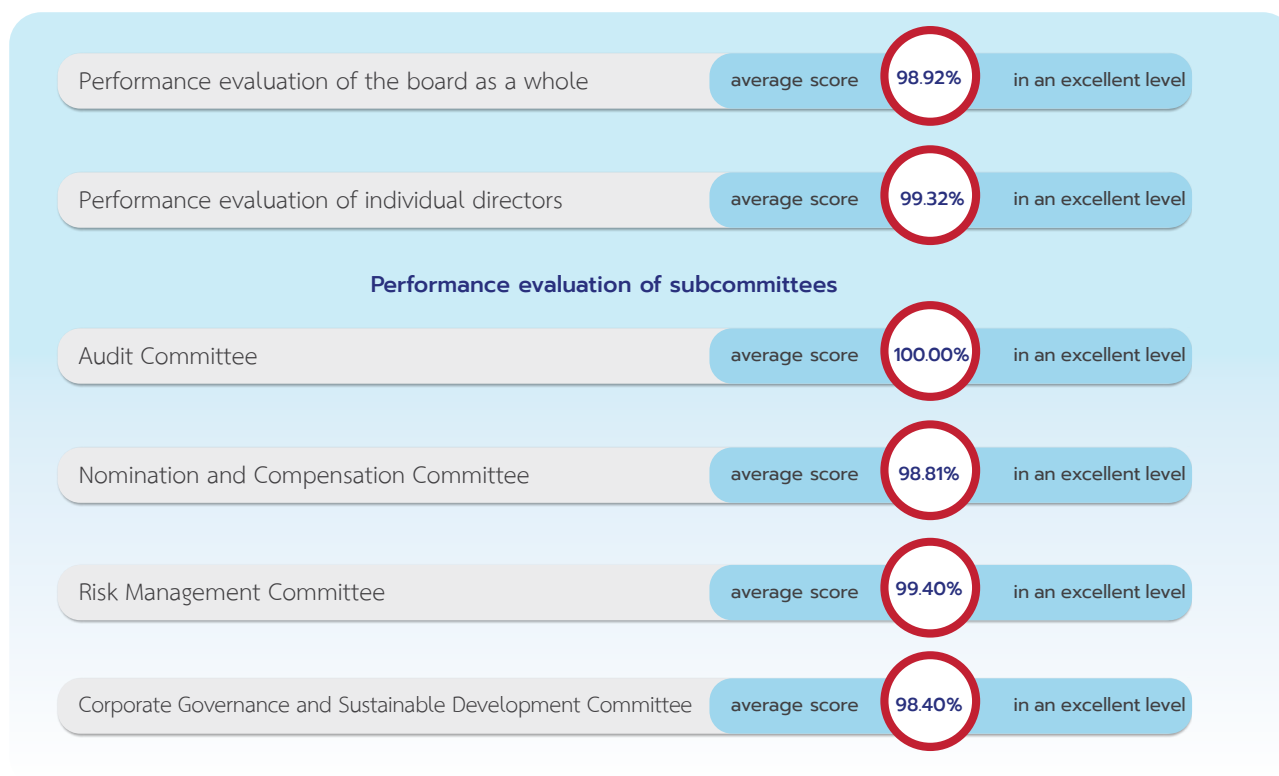 Performance evaluation of the board as a whole average score 98.92% in an excellent level
Performance evaluation of individual directors average score 99.32% in an excellent level
Performance evaluation of subcommittees
Audit Committee average score 100.00% in an excellent level
Nomination and Compensation Committee average score 98.81% in an excellent level
Risk Management Committee average score 99.40% in an excellent level
Corporate Governance and Sustainable Development Committee average score 98.40% in an excellent level